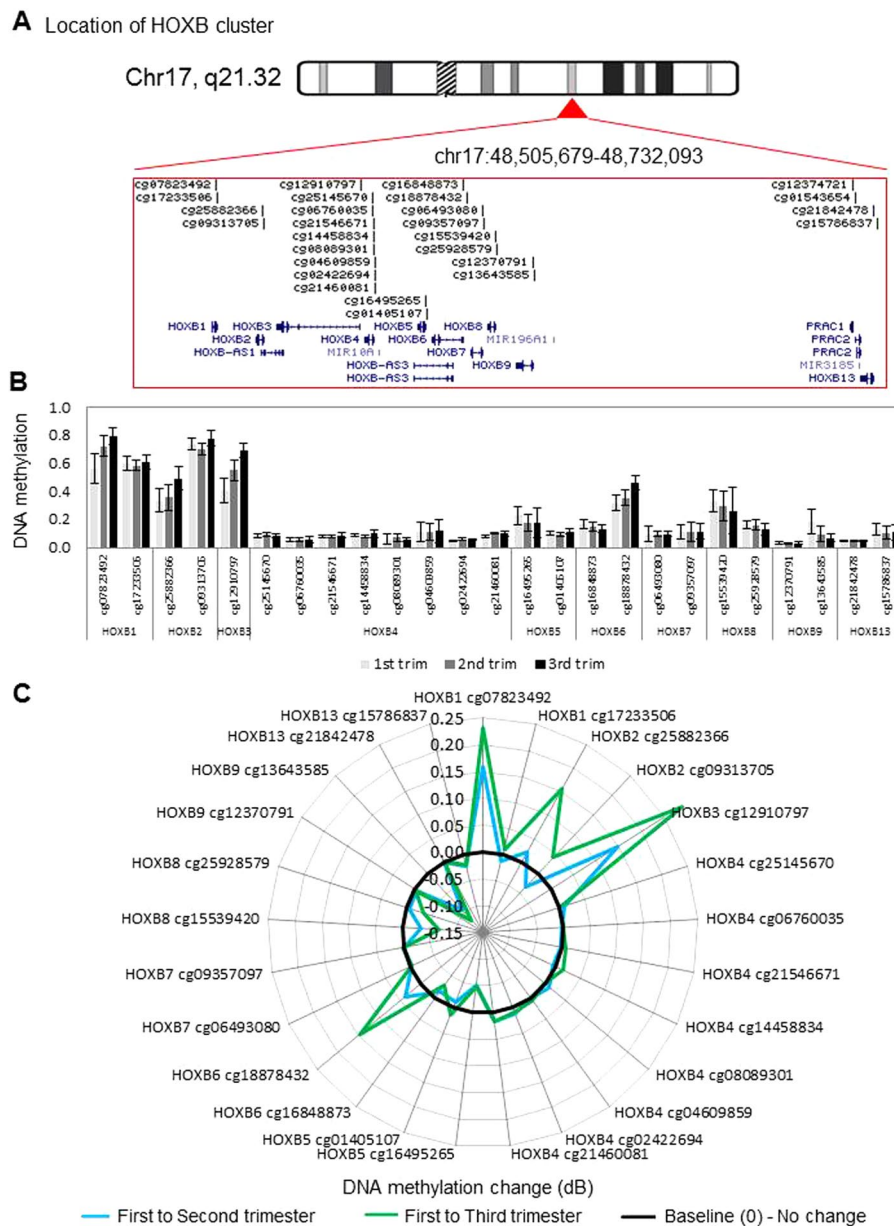 A Location of HOXB cluster
Chr17, q21.32
chr17:48,505,679-48,732,093
cg07823492 cg12910797 cg16848873 cg12374721
cg17233506 cg25145670 cg18878432 cg01543654
cg25882366 cg06760035 cg06493080 cg21842478
cg09313705 cg21546671 cg09357097 cg15786837
cg14458834 cg15539420
cg08089301 cg25928579
cg04609859 cg12370791
cg02422694 cg13643585
cg21460081
cg16495265
cg01405107
HOXB1 HOXB3 HOXB5 HOXB8 MIR196A1 PRAC1
HOXB2 HOXB4 HOXB6 PRAC2
HOXB-AS1 MIR10A HOXB7 PRAC2
HOXB-AS3 HOXB9 MIR3185
HOXB-AS3 HOXB13
B
DNA methylation
1.0
0.8
0.6
0.4
0.2
0.0
cg07823492 cg17233506 cg25882366 cg09313705 cg12910797 cg25145670 cg06760035 cg21546671 cg14458834 cg08089301 cg04609859 cg02422694 cg21460081 cg16495265 cg01405107 cg16848873 cg18878432 cg06493080 cg09357097 cg15539420 cg25928579 cg12370791 cg13643585 cg21842478 cg15786837
HOXB1 HOXB2 HOXB3 HOXB4 HOXB5 HOXB6 HOXB7 HOXB8 HOXB9 HOXB13
1st trim 2nd trim 3rd trim
C
HOXB1 cg07823492
HOXB1 cg17233506
HOXB2 cg25882366
HOXB2 cg09313705
HOXB3 cg12910797
HOXB4 cg25145670
HOXB4 cg06760035
HOXB4 cg21546671
HOXB4 cg14458834
HOXB4 cg08089301
HOXB4 cg04609859
HOXB4 cg02422694
HOXB4 cg21460081
HOXB5 cg16495265
HOXB5 cg01405107
HOXB6 cg16848873
HOXB6 cg18878432
HOXB7 cg06493080
HOXB7 cg09357097
HOXB8 cg15539420
HOXB8 cg25928579
HOXB9 cg12370791
HOXB9 cg13643585
HOXB13 cg21842478
HOXB13 cg15786837
0.25
0.20
0.15
0.10
0.05
0.00
-0.05
-0.10
-0.15
DNA methylation change (dB)
First to Second trimester First to Third trimester Baseline (0) - No change